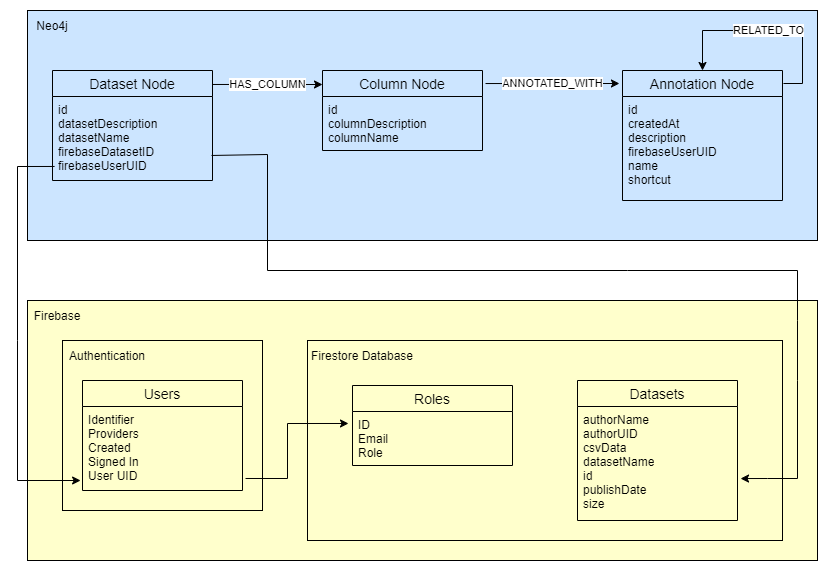 Neo4j
RELATED_TO
Dataset Node
HAS_COLUMN
Column Node
ANNOTATED_WITH
Annotation Node
id
datasetDescription
datasetName
firebaseDatasetID
firebaseUserUID
id
columnDescription
columnName
id
createdAt
description
firebaseUserUID
name
shortcut
Firebase
Authentication
Users
Identifier
Providers
Created
Signed In
User UID
Firestore Database
Roles
ID
Email
Role
Datasets
authorName
authorUID
csvData
datasetName
id
publishDate
size